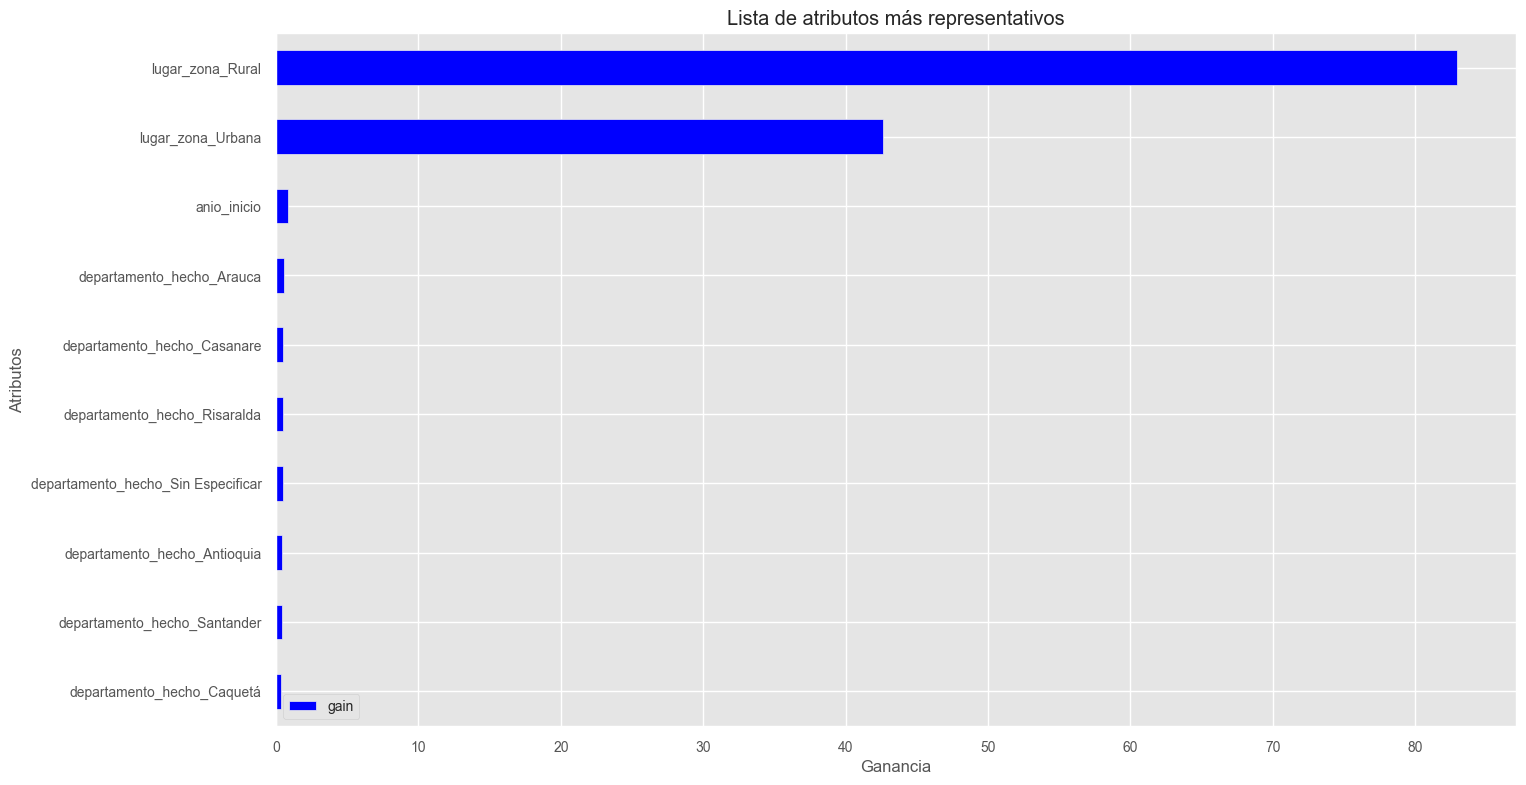 Lista de atributos más representativos
lugar_zona_Rural
lugar_zona_Urbana
anio_inicio
departamento_hecho_Arauca
departamento_hecho_Casanare
departamento_hecho_Risaralda
departamento_hecho_Sin Especificar
departamento_hecho_Antioquia
departamento_hecho_Santander
departamento_hecho_Caquetá
Atributos
gain
0 10 20 30 40 50 60 70 80
Ganancia